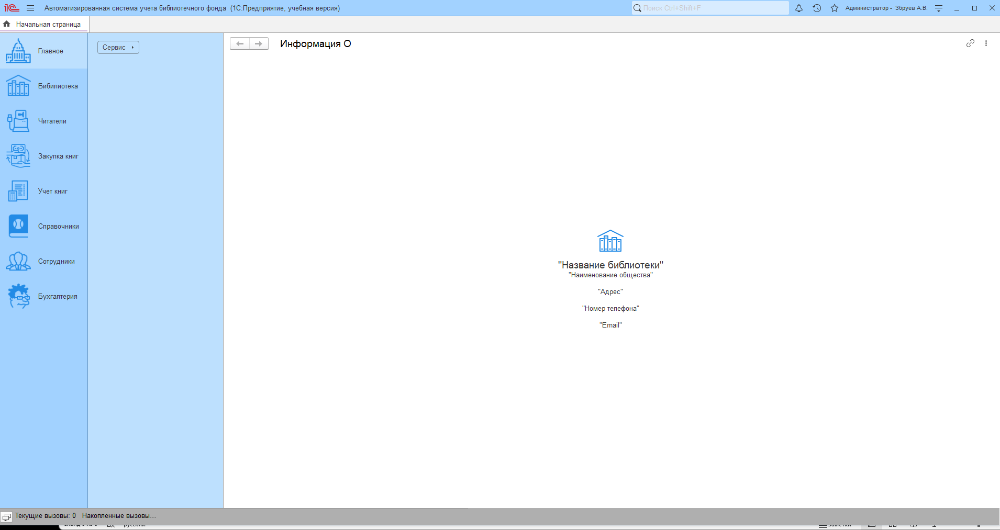 1С Автоматизированная система учета библиотечного фонда (1С:Предприятие, учебная версия) Поиск Ctrl+Shift+F Администратор - Збруев А.В.
Начальная страница
Главное
Бибилиотека
Читатели
Закупка книг
Учет книг
Справочники
Сотрудники
Бухгалтерия
Сервис
Информация О
"Название библиотеки"
"Наименование общества"
"Адрес"
"Номер телефона"
"Email"
Текущие вызовы: 0 Накопленные вызовы...